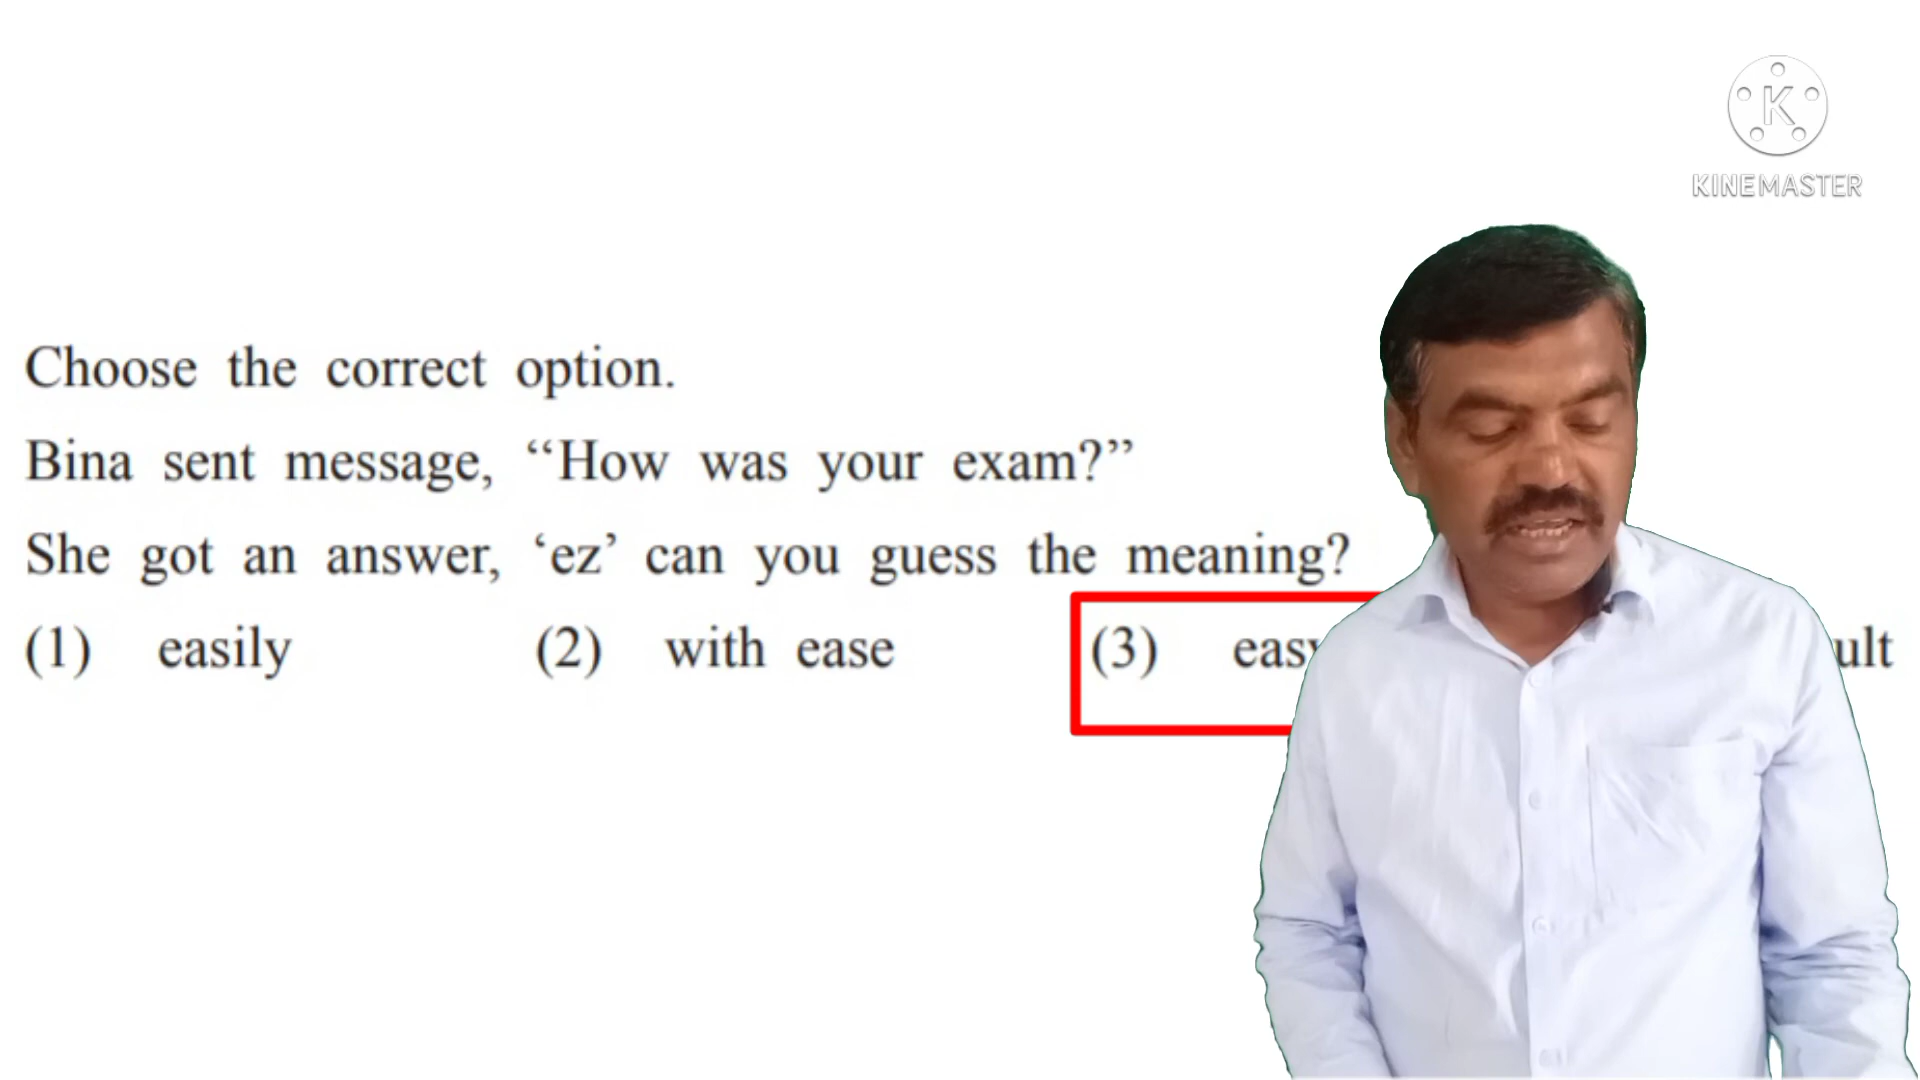 KINEMASTER
Choose the correct option.
Bina sent message, “How was your exam?”
She got an answer, ‘ez’ can you guess the meaning?
(1) easily (2) with ease (3) easy